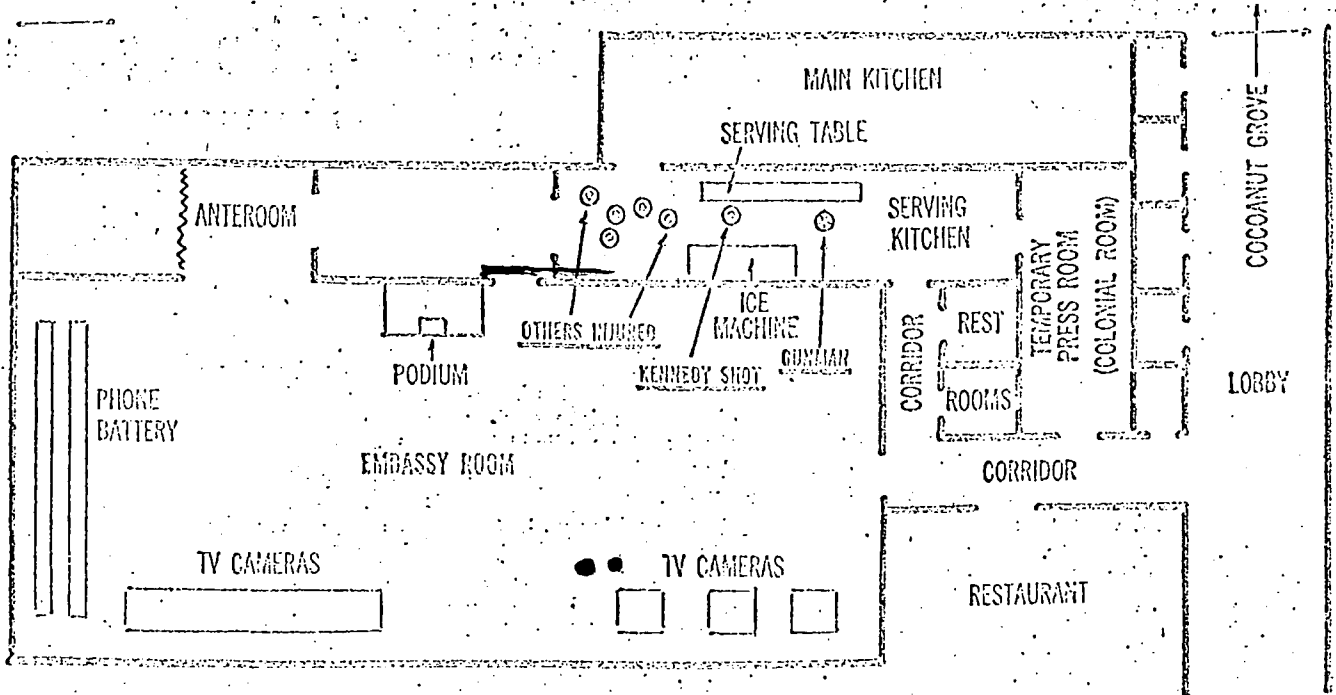 MAIN KITCHEN
COCOANUT GROVE
SERVING TABLE
ANTEROOM
SERVING
KITCHEN
TEMPORARY
PRESS ROOM
(COLONIAL ROOM)
OTHERS INJURED
ICE
MACHINE
KENNEDY SHOT
GUNMAN
CORRIDOR
REST
ROOMS
PODIUM
LOBBY
PHONE
BATTERY
EMBASSY ROOM
CORRIDOR
TV CAMERAS
TV CAMERAS
RESTAURANT